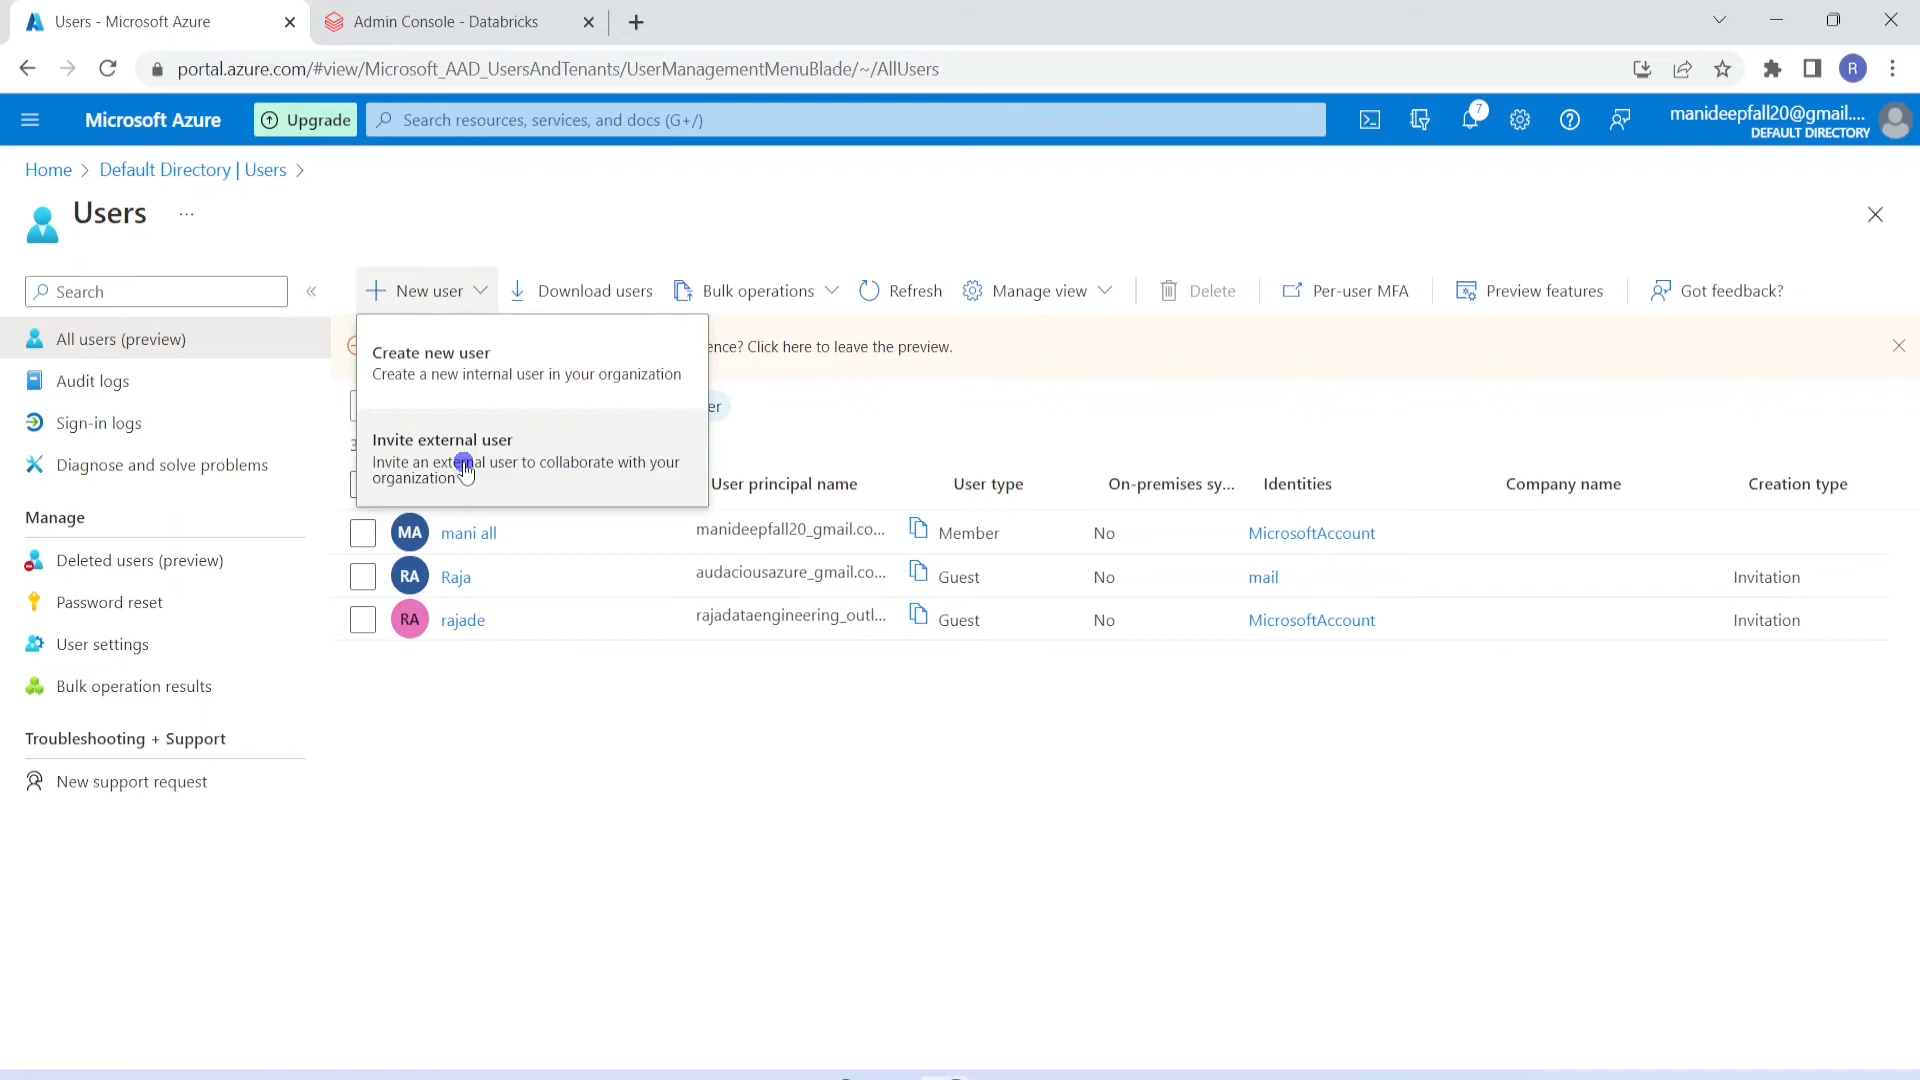 Users - Microsoft Azure
Admin Console - Databricks
portal.azure.com/#view/Microsoft_AAD_UsersAndTenants/UserManagementMenuBlade/~/AllUsers
R
Microsoft Azure
Upgrade
Search resources, services, and docs (G+/)
7
manideepfall20@gmail....
DEFAULT DIRECTORY
Home > Default Directory | Users >
Users ...
Search
«
New user
Download users
Bulk operations
Refresh
Manage view
Delete
Per-user MFA
Preview features
Got feedback?
All users (preview)
Audit logs
Sign-in logs
Diagnose and solve problems
Manage
Deleted users (preview)
Password reset
User settings
Bulk operation results
Troubleshooting + Support
New support request
Create new user
Create a new internal user in your organization
Invite external user
Invite an external user to collaborate with your
organization
ence? Click here to leave the preview.
er
3
User principal name User type On-premises sy... Identities Company name Creation type
MA mani all manideepfall20_gmail.co... Member No MicrosoftAccount
RA Raja audaciousazure_gmail.co... Guest No mail Invitation
RA rajade rajadataengineering_outl... Guest No MicrosoftAccount Invitation